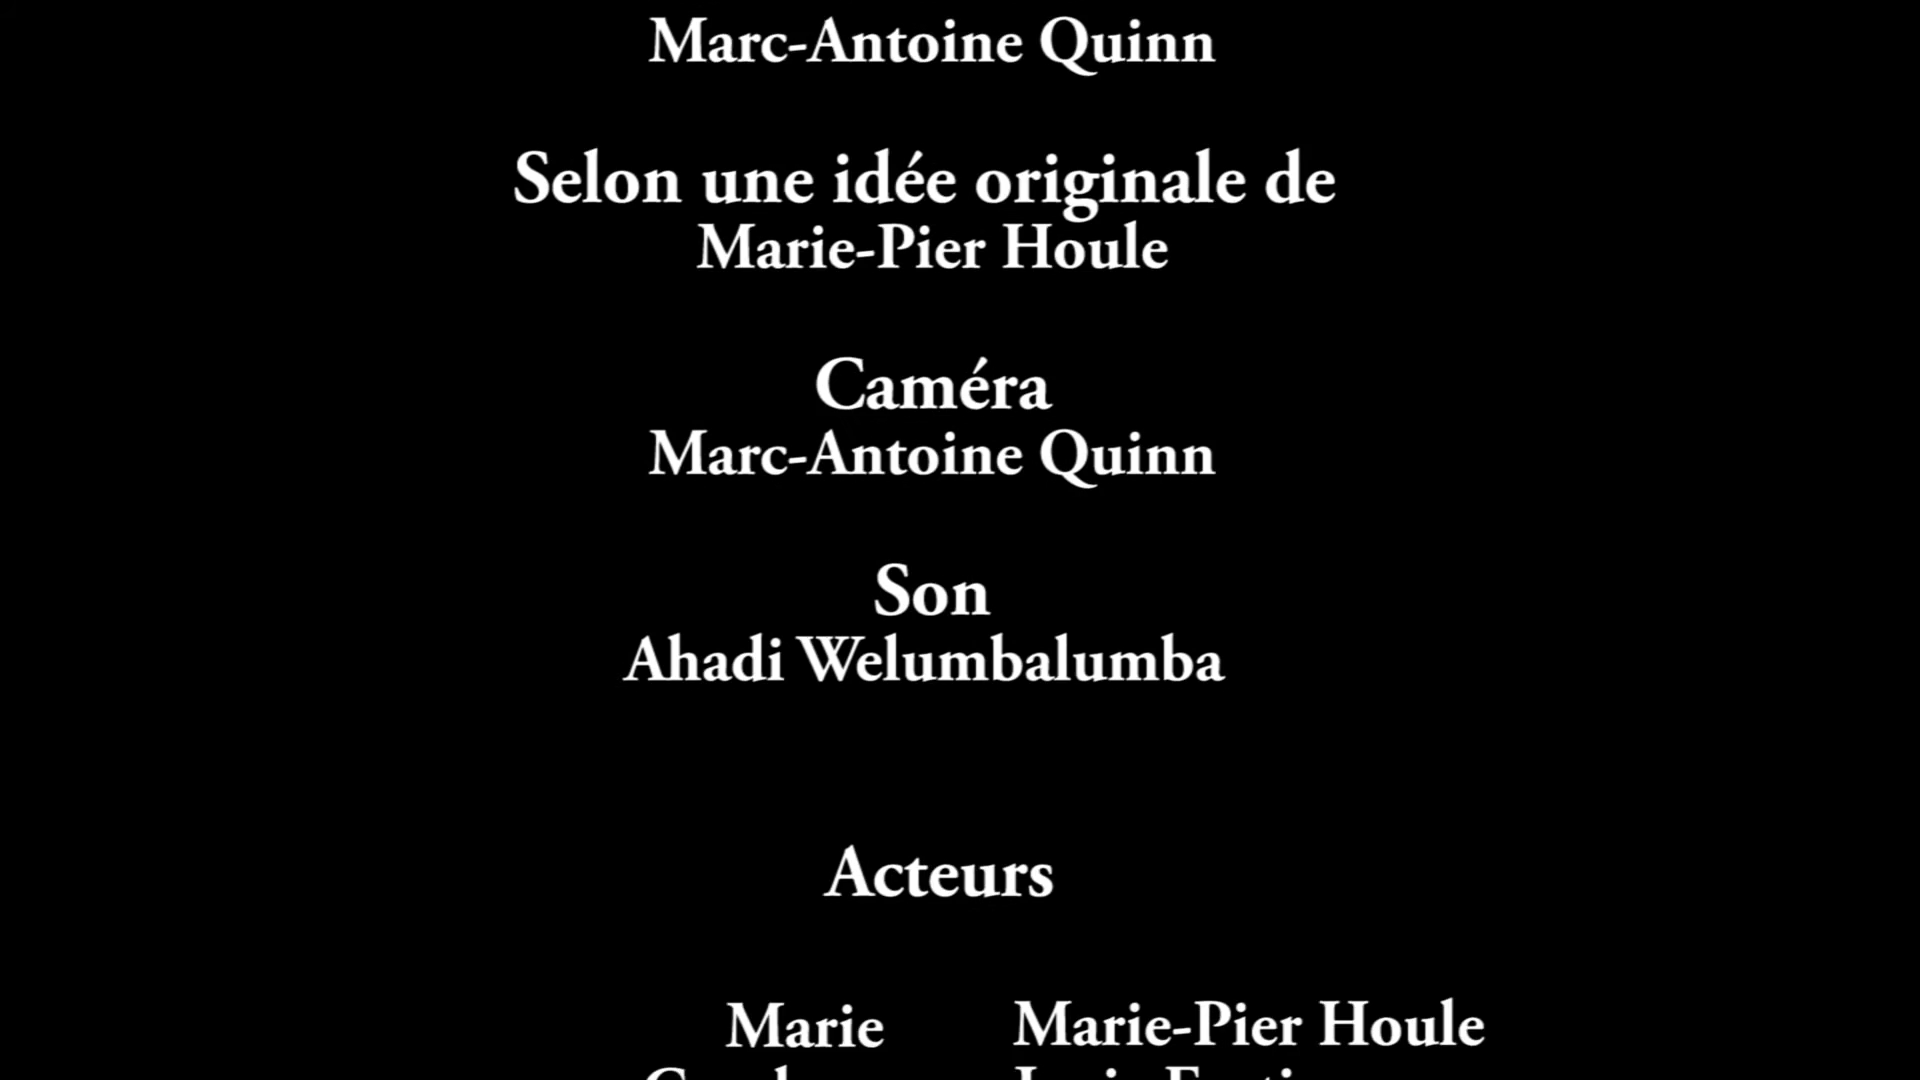 Marc-Antoine Quinn
Selon une idée originale de
Marie-Pier Houle
Caméra
Marc-Antoine Quinn
Son
Ahadi Welumbalumba
Acteurs
Marie Marie-Pier Houle